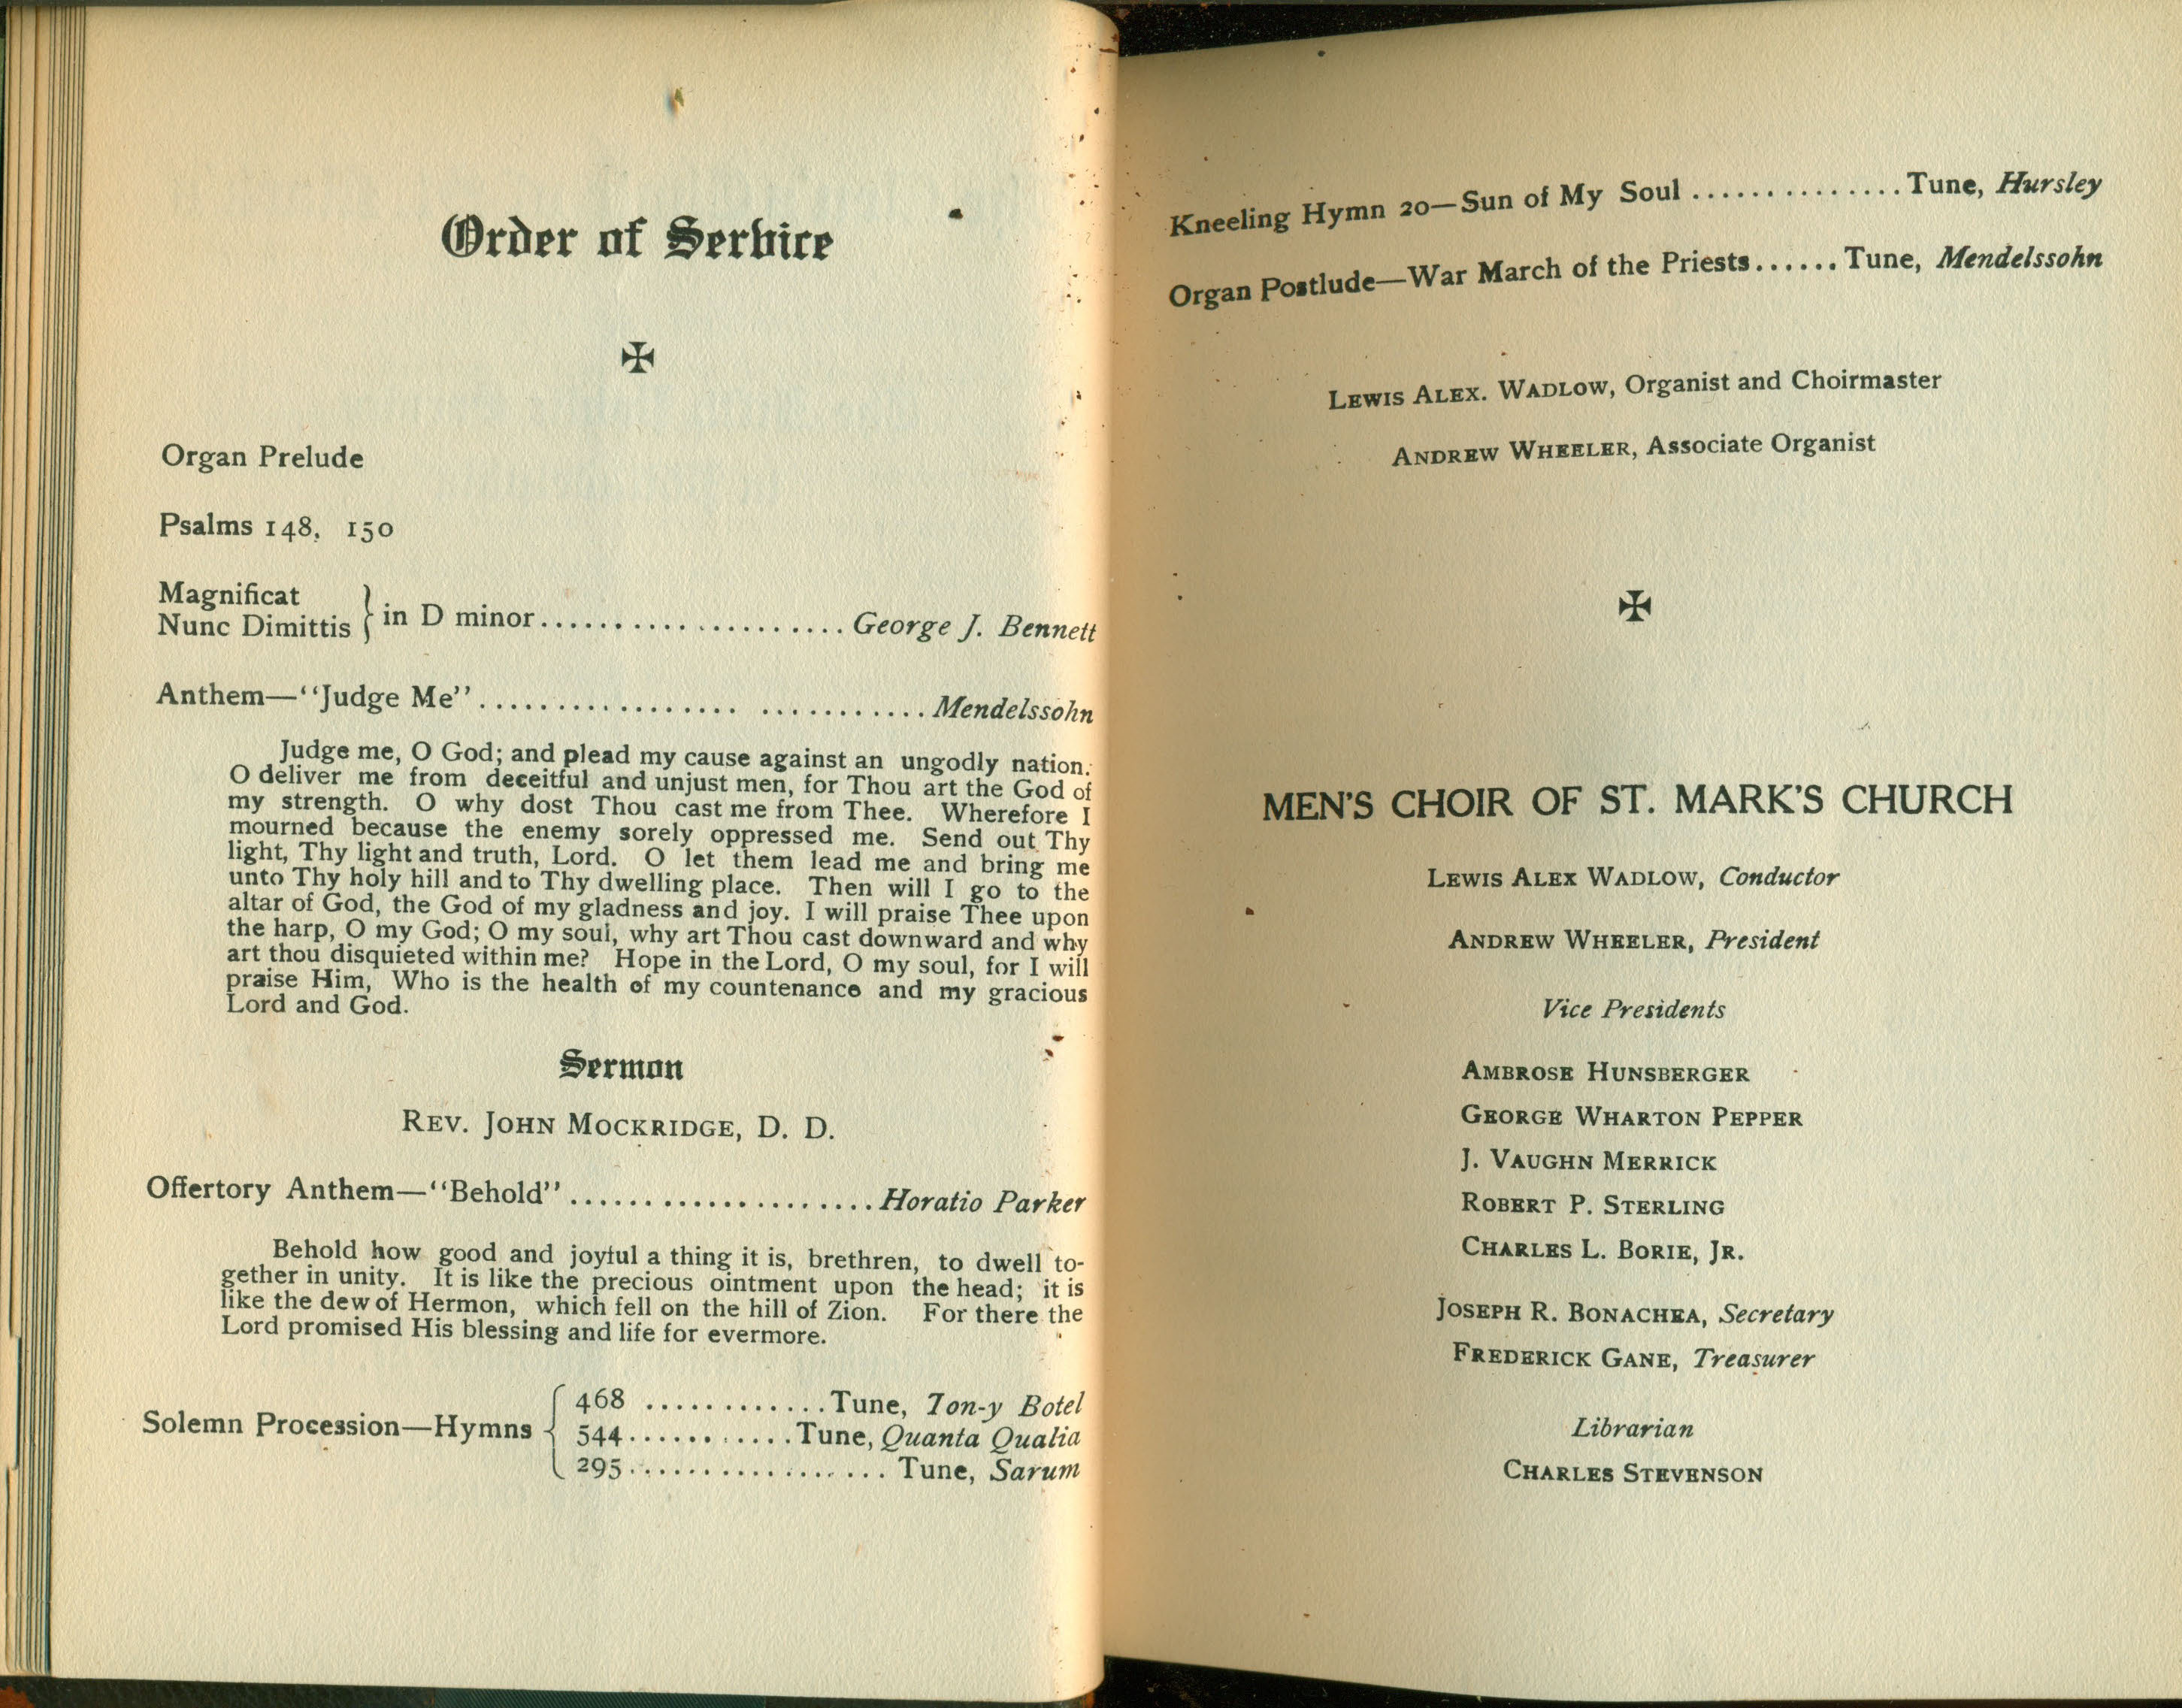 Order of Service
Organ Prelude
Psalms 148, 150
Magnificat
Nunc Dimittis } in D minor..................... George J. Bennett
Anthem—"Judge Me"............................ Mendelssohn
Judge me, O God; and plead my cause against an ungodly nation.
O deliver me from deceitful and unjust men, for Thou art the God of
my strength. O why dost Thou cast me from Thee. Wherefore I
mourned because the enemy sorely oppressed me. Send out Thy
light, Thy light and truth, Lord. O let them lead me and bring me
unto Thy holy hill and to Thy dwelling place. Then will I go to the
altar of God, the God of my gladness and joy. I will praise Thee upon
the harp, O my God; O my soul, why art Thou cast downward and why
art thou disquieted within me? Hope in the Lord, O my soul, for I will
praise Him, Who is the health of my countenance and my gracious
Lord and God.
Sermon
REV. JOHN MOCKRIDGE, D. D.
Offertory Anthem—"Behold"..................... Horatio Parker
Behold how good and joyful a thing it is, brethren, to dwell to-
gether in unity. It is like the precious ointment upon the head; it is
like the dew of Hermon, which fell on the hill of Zion. For there the
Lord promised His blessing and life for evermore.
468 ............Tune, Ton-y Botel
Solemn Procession—Hymns { 544...........Tune, Quanta Qualia
295.................. Tune, Sarum
Kneeling Hymn 20—Sun of My Soul ..............Tune, Hursley
Organ Postlude—War March of the Priests......Tune, Mendelssohn
LEWIS ALEX. WADLOW, Organist and Choirmaster
ANDREW WHEELER, Associate Organist
MEN'S CHOIR OF ST. MARK'S CHURCH
LEWIS ALEX WADLOW, Conductor
ANDREW WHEELER, President
Vice Presidents
AMBROSE HUNSBERGER
GEORGE WHARTON PEPPER
J. VAUGHN MERRICK
ROBERT P. STERLING
CHARLES L. BORIE, JR.
JOSEPH R. BONACHEA, Secretary
FREDERICK GANE, Treasurer
Librarian
CHARLES STEVENSON